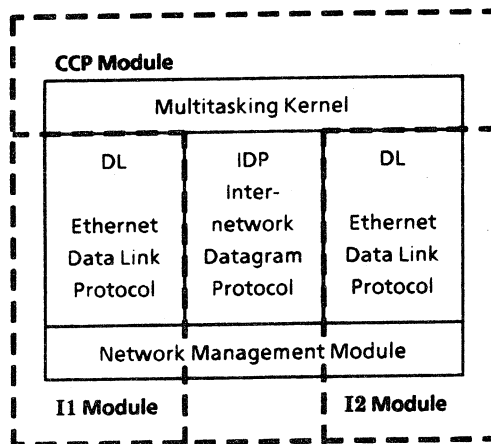 CCP Module
Multitasking Kernel
DL
Ethernet
Data Link
Protocol
IDP
Inter-
network
Datagram
Protocol
DL
Ethernet
Data Link
Protocol
Network Management Module
I1 Module
I2 Module